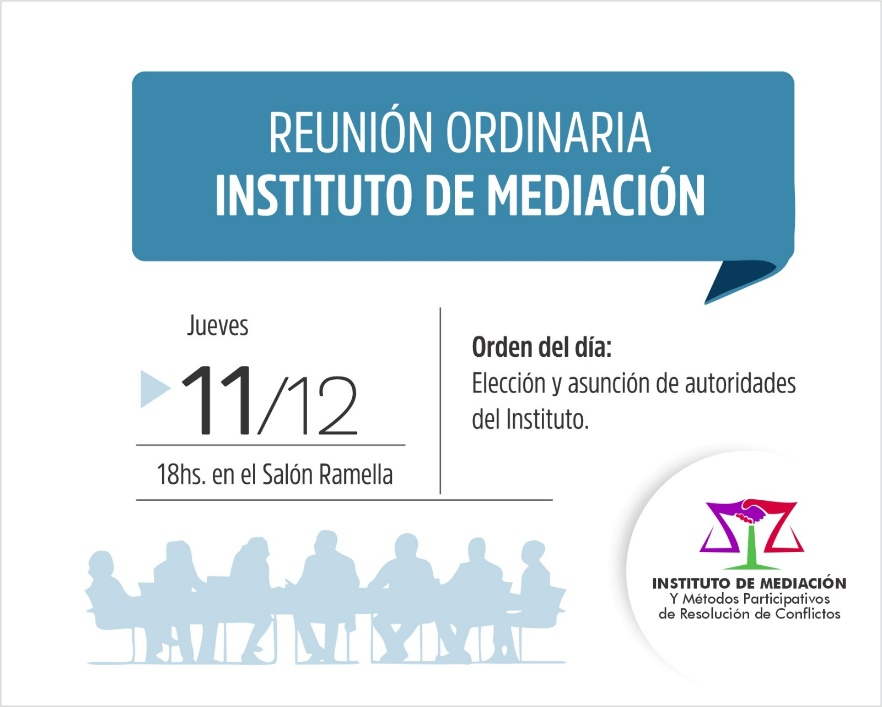 REUNIÓN ORDINARIA
INSTITUTO DE MEDIACIÓN
Jueves
11/12
18hs. en el Salón Ramella
Orden del día:
Elección y asunción de autoridades
del Instituto.
INSTITUTO DE MEDIACIÓN
Y Métodos Participativos
de Resolución de Conflictos